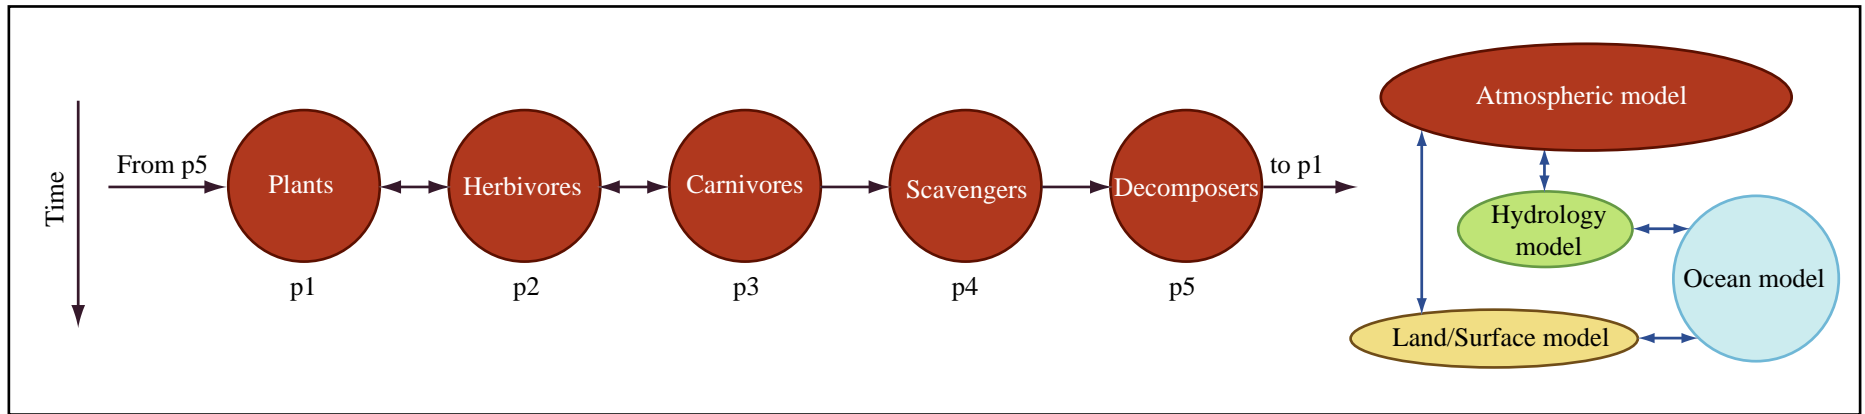 Time
From p5
Plants
Herbivores
Carnivores
Scavengers
Decomposers
to p1
p1
p2
p3
p4
p5
Atmospheric model
Hydrology
model
Ocean model
Land/Surface model